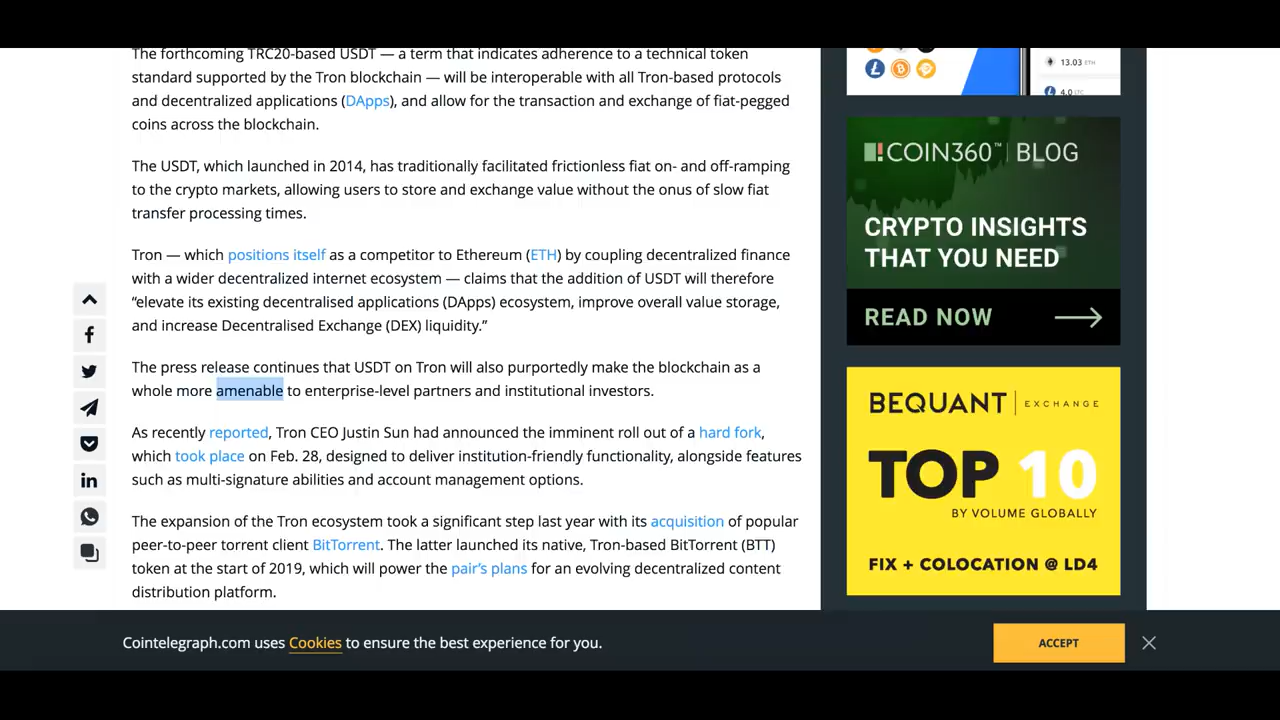 The forthcoming TRC20-based USDT — a term that indicates adherence to a technical token
standard supported by the Tron blockchain — will be interoperable with all Tron-based protocols
and decentralized applications (DApps), and allow for the transaction and exchange of fiat-pegged
coins across the blockchain.
The USDT, which launched in 2014, has traditionally facilitated frictionless fiat on- and off-ramping
to the crypto markets, allowing users to store and exchange value without the onus of slow fiat
transfer processing times.
Tron — which positions itself as a competitor to Ethereum (ETH) by coupling decentralized finance
with a wider decentralized internet ecosystem — claims that the addition of USDT will therefore
“elevate its existing decentralised applications (DApps) ecosystem, improve overall value storage,
and increase Decentralised Exchange (DEX) liquidity.”
The press release continues that USDT on Tron will also purportedly make the blockchain as a
whole more amenable to enterprise-level partners and institutional investors.
As recently reported, Tron CEO Justin Sun had announced the imminent roll out of a hard fork,
which took place on Feb. 28, designed to deliver institution-friendly functionality, alongside features
such as multi-signature abilities and account management options.
The expansion of the Tron ecosystem took a significant step last year with its acquisition of popular
peer-to-peer torrent client BitTorrent. The latter launched its native, Tron-based BitTorrent (BTT)
token at the start of 2019, which will power the pair’s plans for an evolving decentralized content
distribution platform.
13.03 ETH
4.0 LTC
COIN360™ | BLOG
CRYPTO INSIGHTS
THAT YOU NEED
READ NOW
BEQUANT | EXCHANGE
TOP 10
BY VOLUME GLOBALLY
FIX + COLOCATION @ LD4
Cointelegraph.com uses Cookies to ensure the best experience for you.
ACCEPT